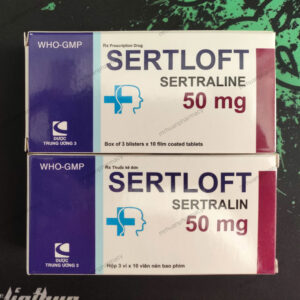 WHO-GMP
Rx Prescription Drug
SERTLOFT
SERTRALINE
50 mg
DƯỢC
TRUNG ƯƠNG 3
Box of 3 blisters x 10 film coated tablets
mrhuanpharmacy
WHO-GMP
Rx Thuốc kê đơn
SERTLOFT
SERTRALIN
50 mg
DƯỢC
TRUNG ƯƠNG 3
Hộp 3 vỉ x 10 viên nén bao phim
mrhuanpharmacy